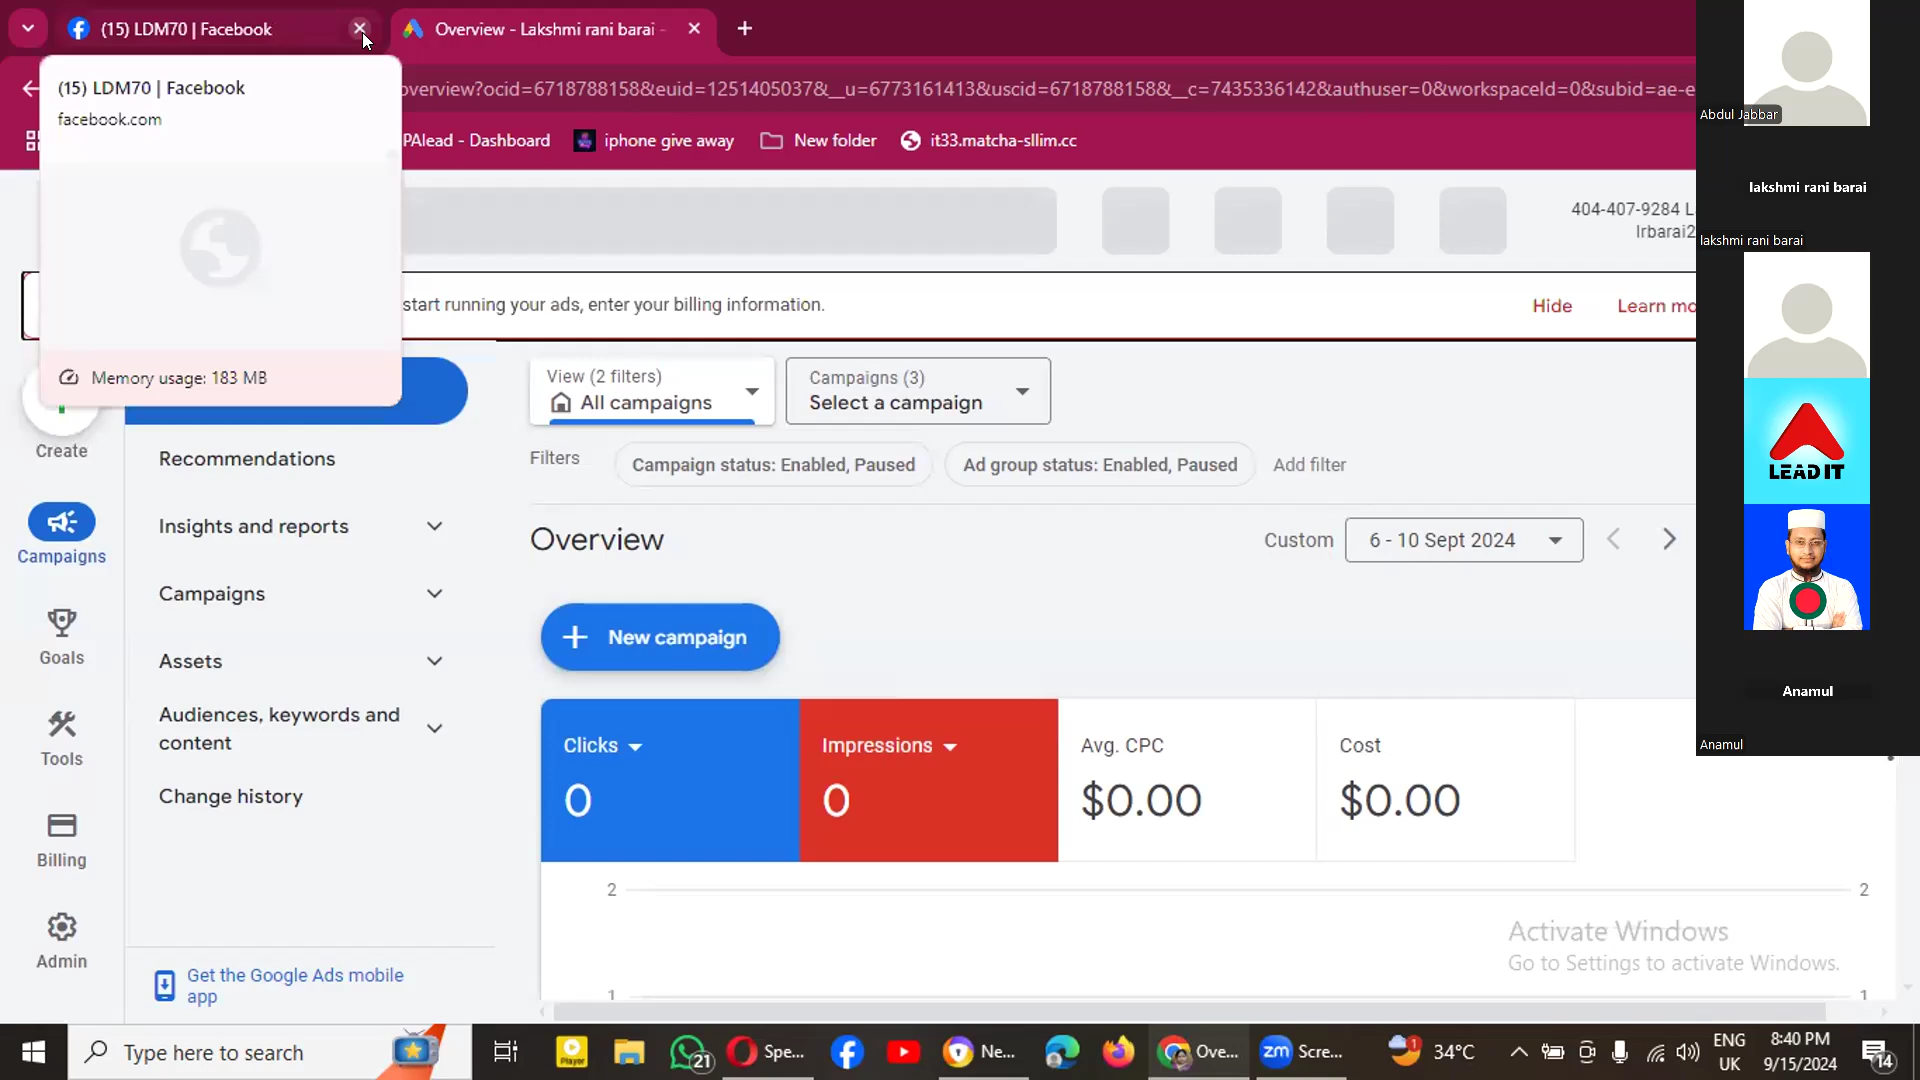 (15) LDM70 | Facebook
Overview - Lakshmi rani barai -
(15) LDM70 | Facebook
facebook.com
Memory usage: 183 MB
overview?ocid=6718788158&euid=1251405037&__u=6773161413&uscid=6718788158&__c=7435336142&authuser=0&workspaceId=0&subid=ae-e
PAlead - Dashboard
iphone give away
New folder
it33.matcha-sllim.cc
404-407-9284 L
lrbarai2
start running your ads, enter your billing information.
Hide
Learn mo
Create
Campaigns
Goals
Tools
Billing
Admin
Recommendations
Insights and reports
Campaigns
Assets
Audiences, keywords and
content
Change history
Get the Google Ads mobile
app
View (2 filters)
All campaigns
Campaigns (3)
Select a campaign
Filters
Campaign status: Enabled, Paused
Ad group status: Enabled, Paused
Add filter
Overview
Custom
6 - 10 Sept 2024
New campaign
Clicks
0
Impressions
0
Avg. CPC
$0.00
Cost
$0.00
2
2
1
1
Activate Windows
Go to Settings to activate Windows.
Abdul Jabbar
lakshmi rani barai
lakshmi rani barai
LEAD IT
Anamul
Anamul
Type here to search
Player
21
Spe...
Ne...
Ove...
zm
Scre...
1
34°C
ENG
UK
8:40 PM
9/15/2024
14